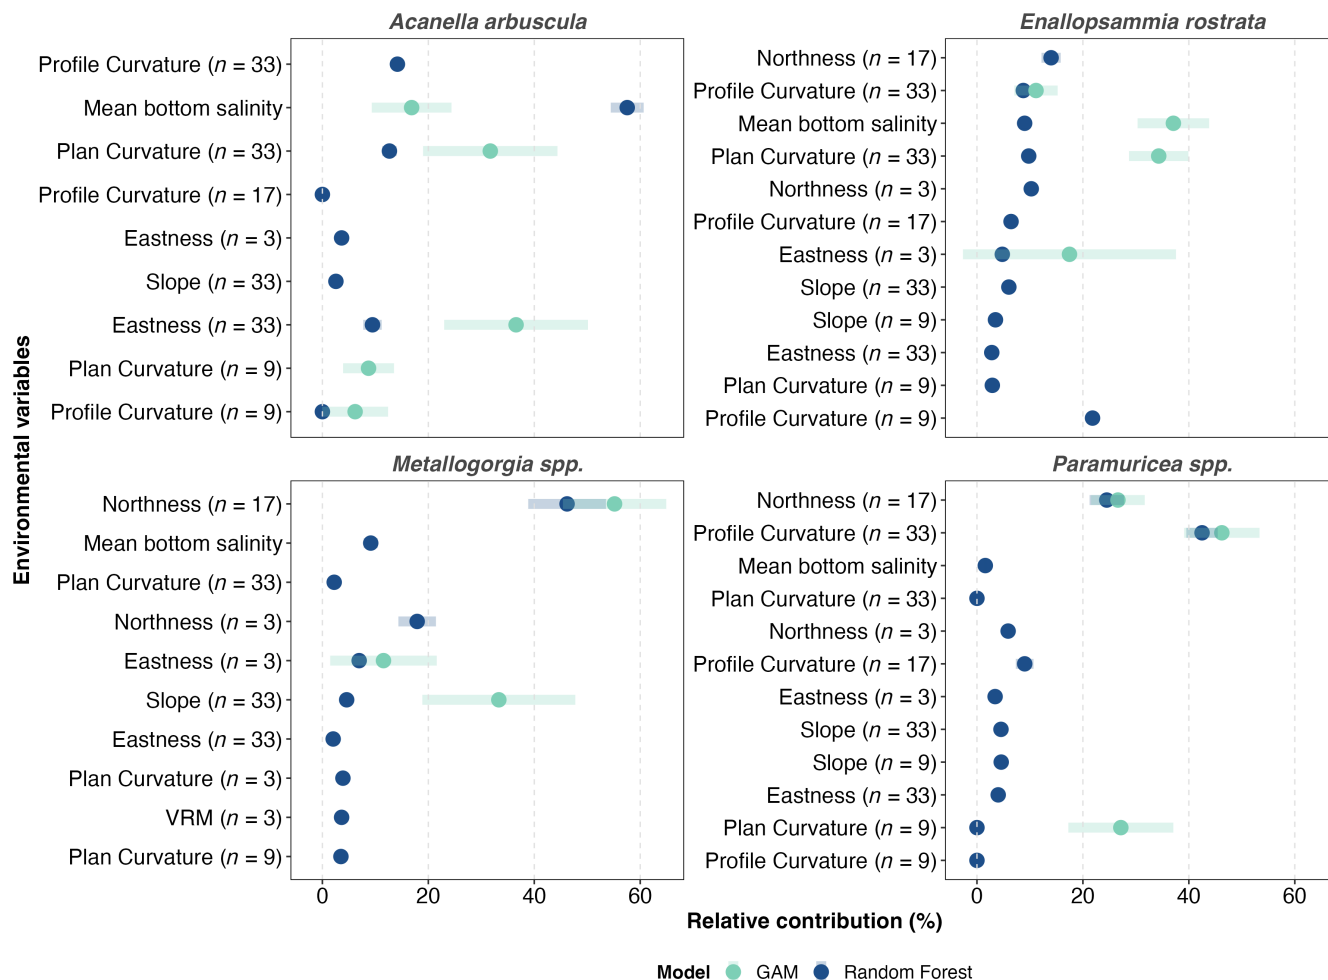 Acanella arbuscula
Profile Curvature (n = 33)
Mean bottom salinity
Plan Curvature (n = 33)
Profile Curvature (n = 17)
Eastness (n = 3)
Slope (n = 33)
Eastness (n = 33)
Plan Curvature (n = 9)
Profile Curvature (n = 9)
Enallopsammia rostrata
Northness (n = 17)
Profile Curvature (n = 33)
Mean bottom salinity
Plan Curvature (n = 33)
Northness (n = 3)
Profile Curvature (n = 17)
Eastness (n = 3)
Slope (n = 33)
Slope (n = 9)
Eastness (n = 33)
Plan Curvature (n = 9)
Profile Curvature (n = 9)
Environmental variables
Metallogorgia spp.
Northness (n = 17)
Mean bottom salinity
Plan Curvature (n = 33)
Northness (n = 3)
Eastness (n = 3)
Slope (n = 33)
Eastness (n = 33)
Plan Curvature (n = 3)
VRM (n = 3)
Plan Curvature (n = 9)
0 20 40 60
Paramuricea spp.
Northness (n = 17)
Profile Curvature (n = 33)
Mean bottom salinity
Plan Curvature (n = 33)
Northness (n = 3)
Profile Curvature (n = 17)
Eastness (n = 3)
Slope (n = 33)
Slope (n = 9)
Eastness (n = 33)
Plan Curvature (n = 9)
Profile Curvature (n = 9)
0 20 40 60
Relative contribution (%)
Model GAM Random Forest